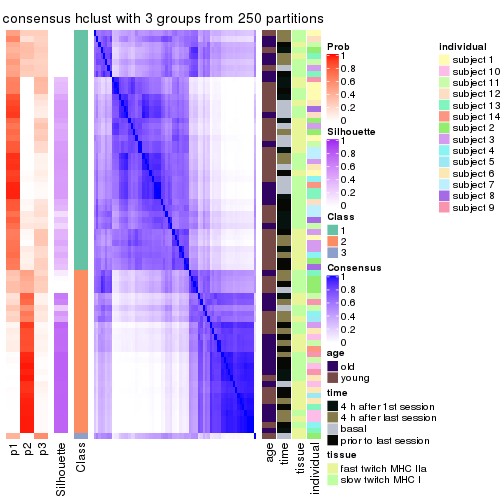 consensus hclust with 3 groups from 250 partitions
Prob
1
0.8
0.6
0.4
0.2
0
Silhouette
1
0.8
0.6
0.4
0.2
0
Class
1
2
3
Consensus
1
0.8
0.6
0.4
0.2
0
age
old
young
time
4 h after 1st session
4 h after last session
basal
prior to last session
tissue
fast twitch MHC IIa
slow twitch MHC I
individual
subject 1
subject 10
subject 11
subject 12
subject 13
subject 14
subject 2
subject 3
subject 4
subject 5
subject 6
subject 7
subject 8
subject 9
p1
p2
p3
Silhouette
Class
age
time
tissue
individual